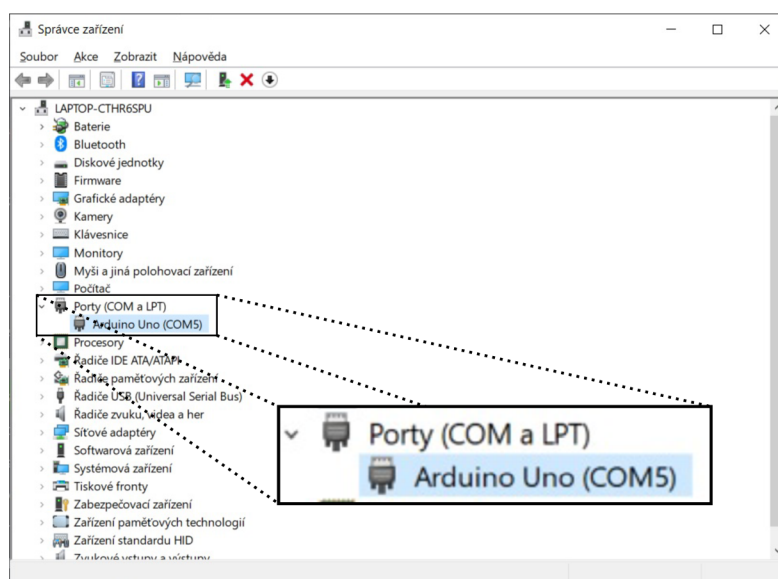 Správce zařízení
Soubor Akce Zobrazit Nápověda
LAPTOP-CTHR6SPU
Baterie
Bluetooth
Diskové jednotky
Firmware
Grafické adaptéry
Kamery
Klávesnice
Monitory
Myši a jiná polohovací zařízení
Počítač
Porty (COM a LPT)
Arduino Uno (COM5)
Procesory
Řadiče IDE ATA/ATAPI
Řadiče paměťových zařízení
Řadiče USB (Universal Serial Bus)
Řadiče zvuku, videa a her
Síťové adaptéry
Softwarová zařízení
Systémová zařízení
Tiskové fronty
Zabezpečovací zařízení
Zařízení paměťových technologií
Zařízení standardu HID
Zvukové vstupy a výstupy
Porty (COM a LPT)
Arduino Uno (COM5)